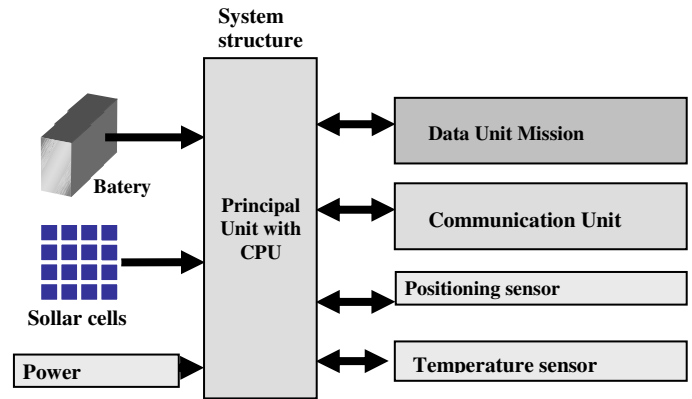 System
structure
Batery
Sollar cells
Power
Principal
Unit with
CPU
Data Unit Mission
Communication Unit
Positioning sensor
Temperature sensor